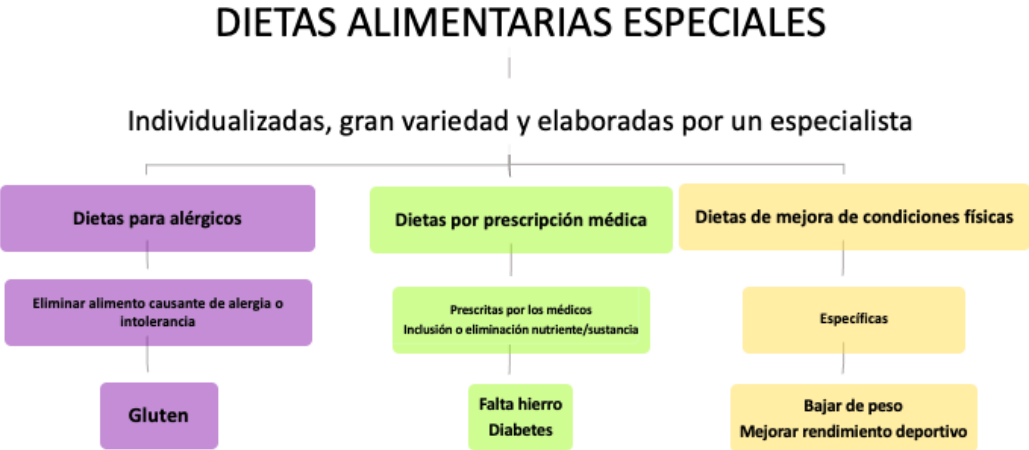 DIETAS ALIMENTARIAS ESPECIALES
Individualizadas, gran variedad y elaboradas por un especialista
Dietas para alérgicos
Eliminar alimento causante de alergia o
intolerancia
Gluten
Dietas por prescripción médica
Prescritas por los médicos
Inclusión o eliminación nutriente/sustancia
Falta hierro
Diabetes
Dietas de mejora de condiciones físicas
Específicas
Bajar de peso
Mejorar rendimiento deportivo